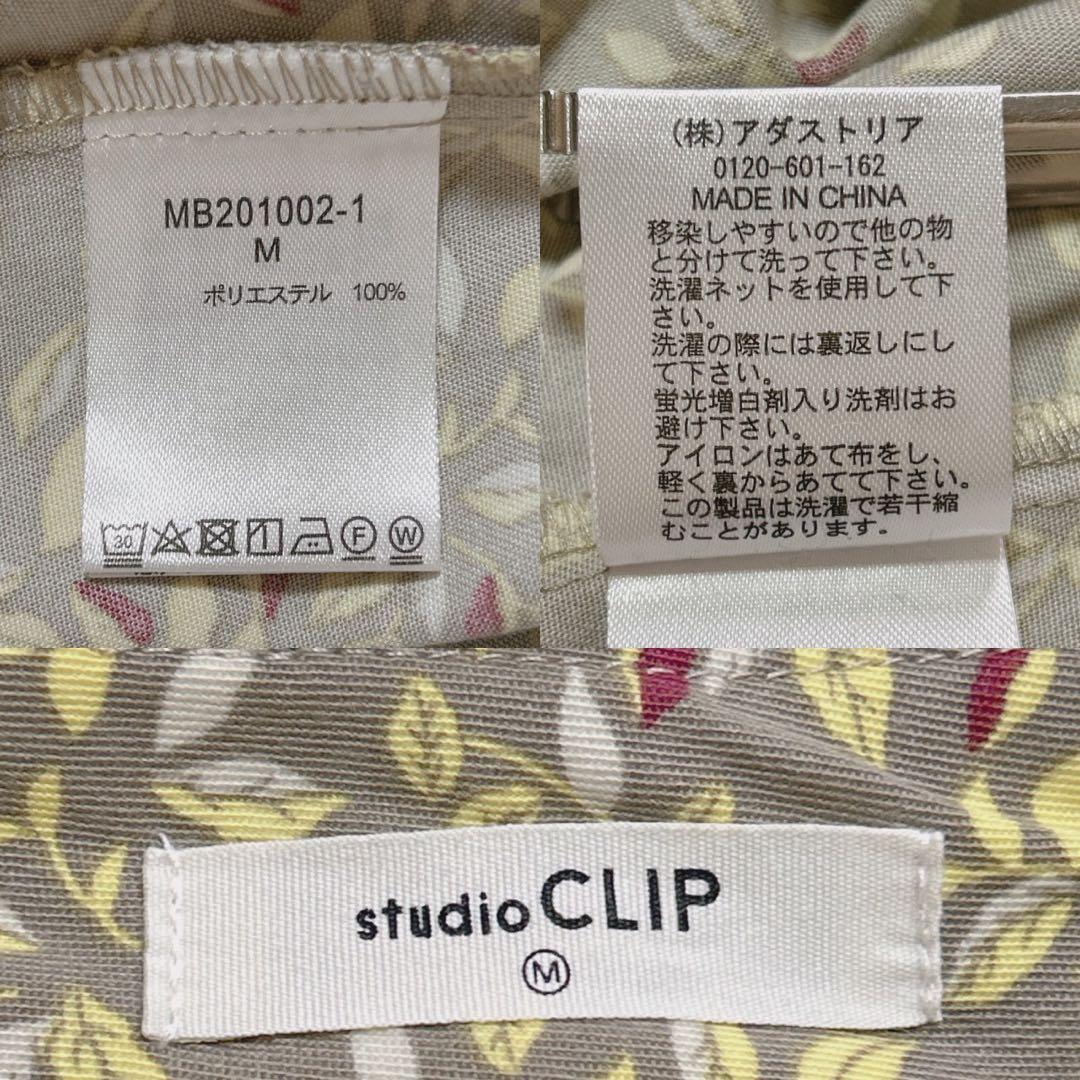 MB201002-1
M
ポリエステル 100%
30
(株)アダストリア
0120-601-162
MADE IN CHINA
移染しやすいので他の物
と分けて洗って下さい。
洗濯ネットを使用して下
さい。
洗濯の際には裏返しにし
て下さい。
蛍光増白剤入り洗剤はお
避け下さい。
アイロンはあて布をし、
軽く裏からあてて下さい。
この製品は洗濯で若干縮
むことがあります。
studio CLIP
M